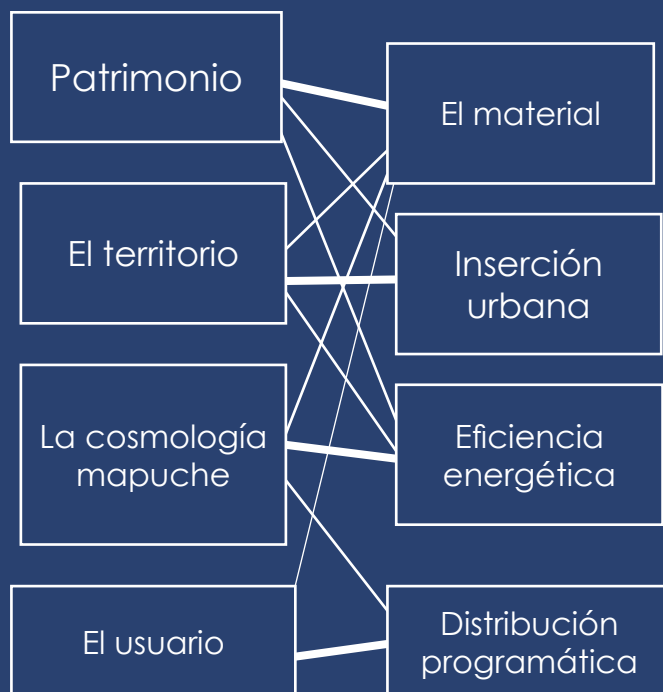 Patrimonio
El territorio
La cosmología
mapuche
El usuario
El material
Inserción
urbana
Eficiencia
energética
Distribución
programática